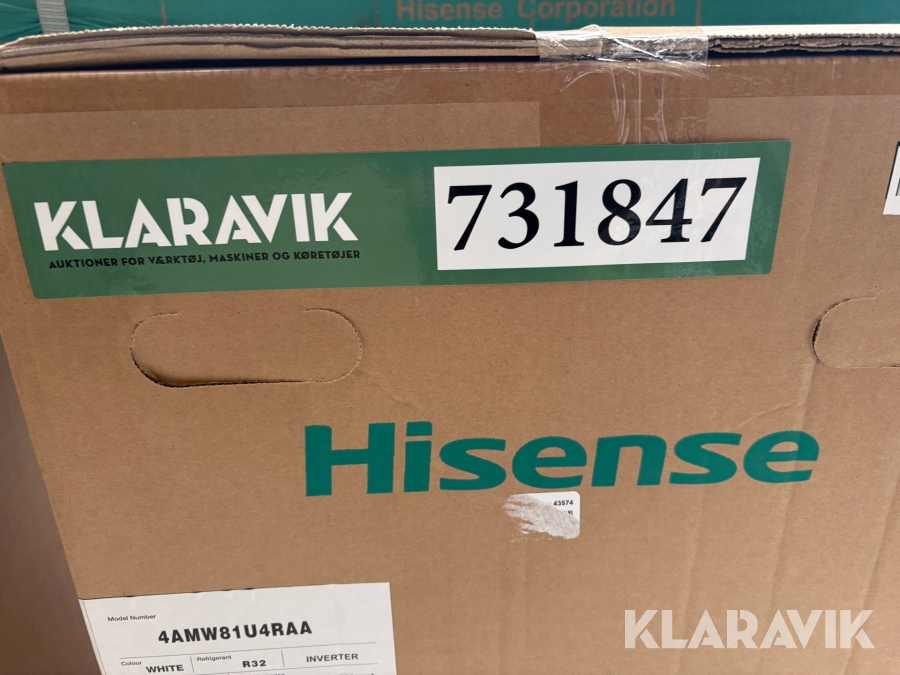 Hisense Corporation
KLARAVIK
AUKTIONER FOR VÆRKTØJ, MASKINER OG KØRETØJER
731847
Hisense
43574
Model Number
4AMW81U4RAA
Colour WHITE Refrigerant R32 INVERTER
KLARAVIK